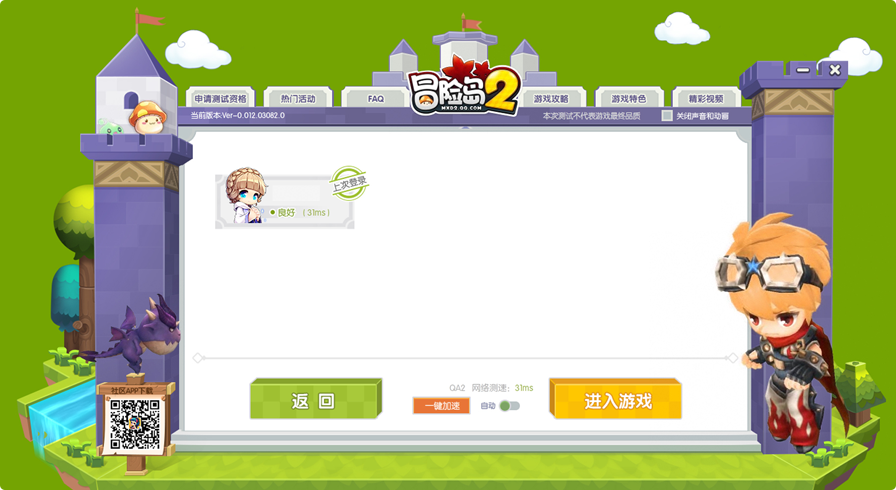 冒险岛2
MXD2.QQ.COM
申请测试资格
热门活动
FAQ
游戏攻略
游戏特色
精彩视频
当前版本:Ver-0.012.03082.0
本次测试不代表游戏最终品质
关闭声音和动画
上次登录
良好 (31ms)
社区APP下载
QA2 网络测速: 31ms
返回
一键加速
自动
进入游戏